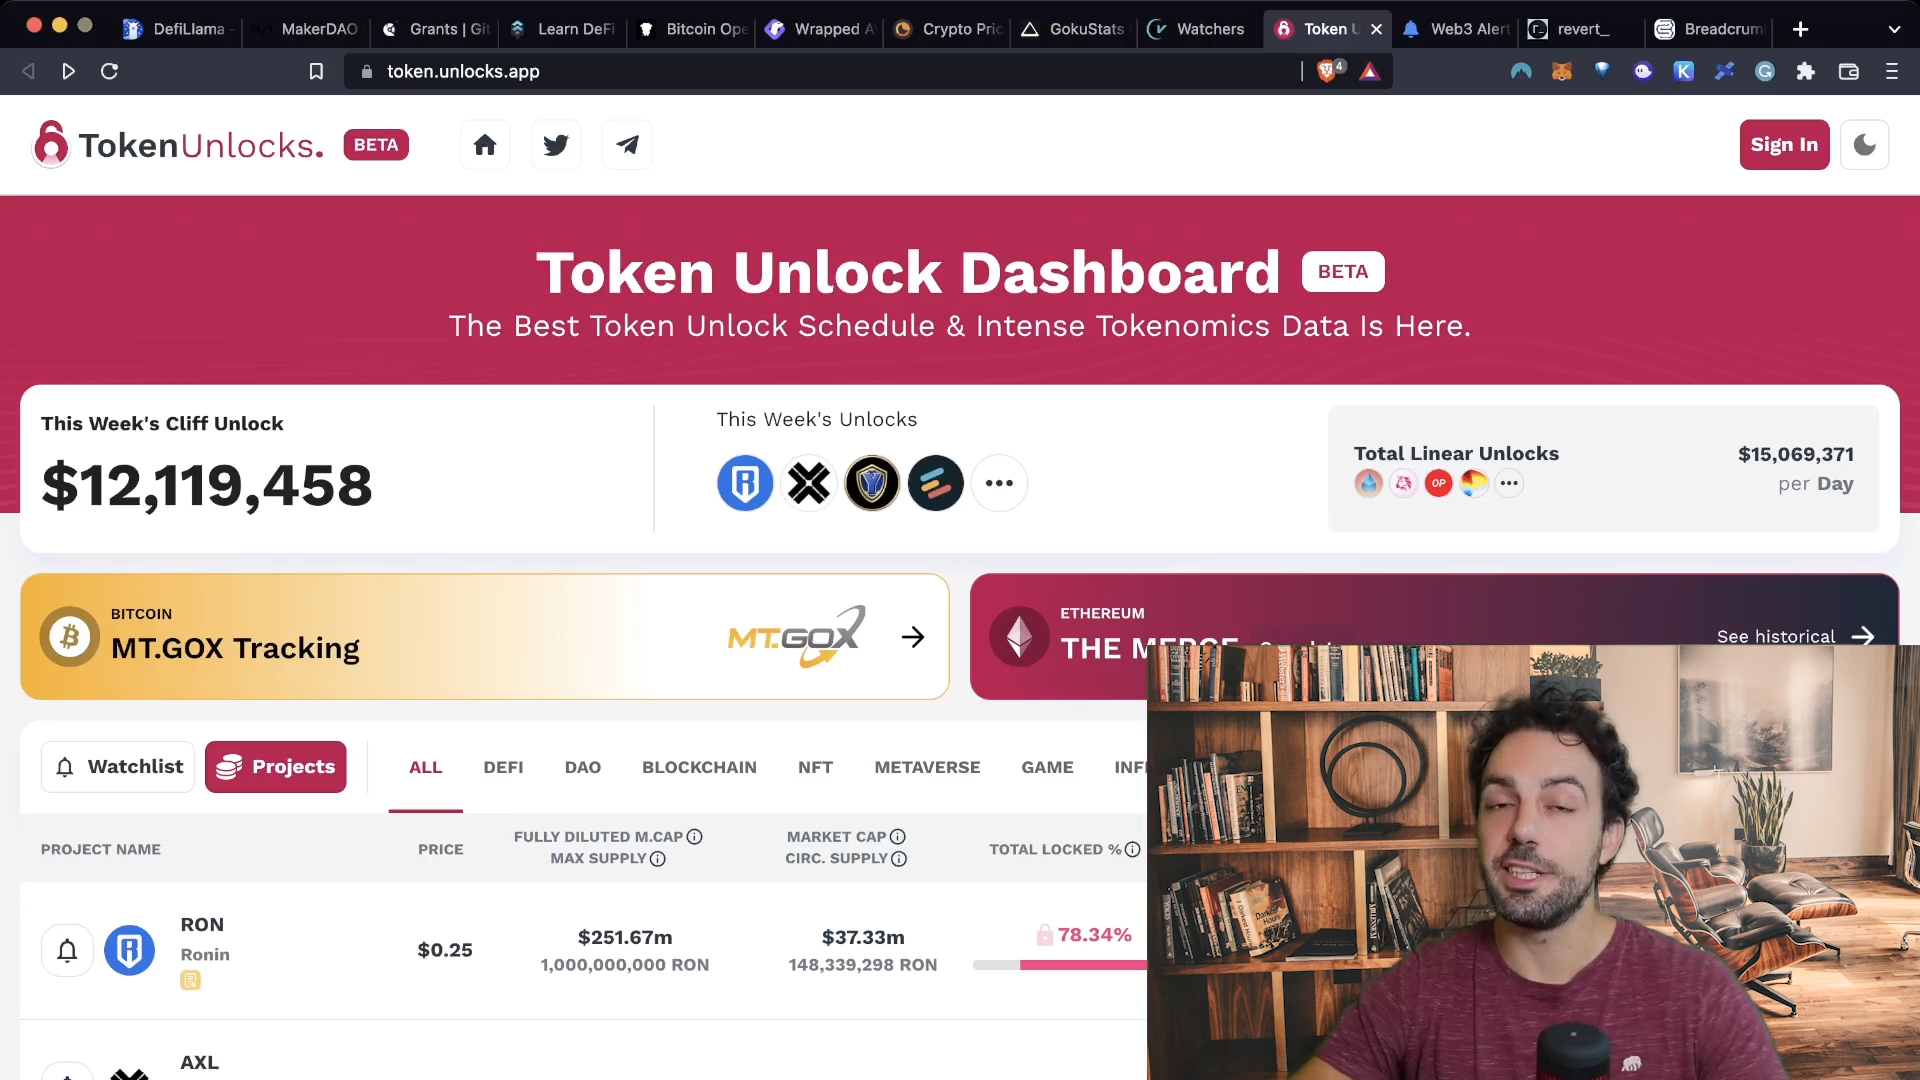 DefiLlama -
MakerDAO
Grants | Git
Learn DeFi
Bitcoin Ope
Wrapped A
Crypto Pric
GokuStats
Watchers
Token U
Web3 Alert
revert_
Breadcrum
token.unlocks.app
4
TokenUnlocks.
BETA
Sign In
Token Unlock Dashboard
BETA
The Best Token Unlock Schedule & Intense Tokenomics Data Is Here.
This Week's Cliff Unlock
$12,119,458
This Week's Unlocks
Total Linear Unlocks
$15,069,371
OP
per Day
BITCOIN
MT.GOX Tracking
MT.GOX
ETHEREUM
THE MERGE
See historical
Watchlist
Projects
ALL
DEFI
DAO
BLOCKCHAIN
NFT
METAVERSE
GAME
INF
PROJECT NAME
PRICE
FULLY DILUTED M.CAP
MAX SUPPLY
MARKET CAP
CIRC. SUPPLY
TOTAL LOCKED %
RON
Ronin
$0.25
$251.67m
1,000,000,000 RON
$37.33m
148,339,298 RON
78.34%
AXL